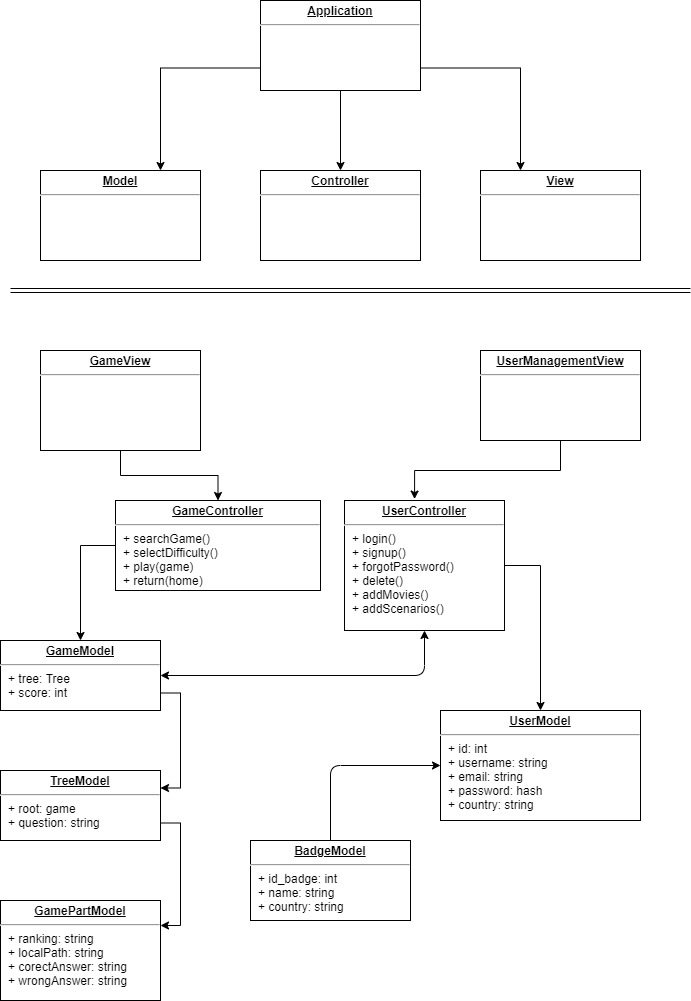 Application
Model
Controller
View
GameView
UserManagementView
GameController
+ searchGame()
+ selectDifficulty()
+ play(game)
+ return(home)
UserController
+ login()
+ signup()
+ forgotPassword()
+ delete()
+ addMovies()
+ addScenarios()
GameModel
+ tree: Tree
+ score: int
UserModel
+ id: int
+ username: string
+ email: string
+ password: hash
+ country: string
TreeModel
+ root: game
+ question: string
BadgeModel
+ id_badge: int
+ name: string
+ country: string
GamePartModel
+ ranking: string
+ localPath: string
+ corectAnswer: string
+ wrongAnswer: string